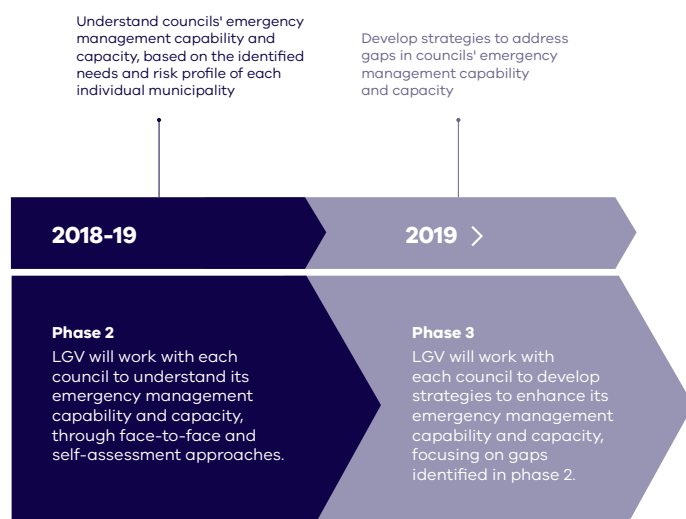 Understand councils' emergency
management capability and
capacity, based on the identified
needs and risk profile of each
individual municipality
Develop strategies to address
gaps in councils' emergency
management capability
and capacity
2018-19
2019 >
Phase 2
LGV will work with each
council to understand its
emergency management
capability and capacity,
through face-to-face and
self-assessment approaches.
Phase 3
LGV will work with
each council to develop
strategies to enhance its
emergency management
capability and capacity,
focusing on gaps
identified in phase 2.